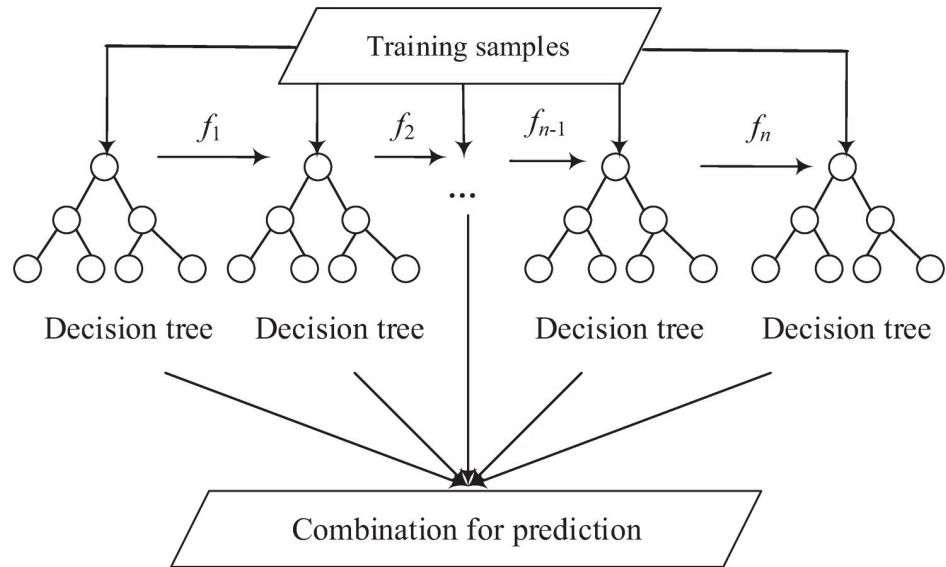 Training samples
f1
f2
fn-1
fn
...
Decision tree
Decision tree
Decision tree
Decision tree
Combination for prediction